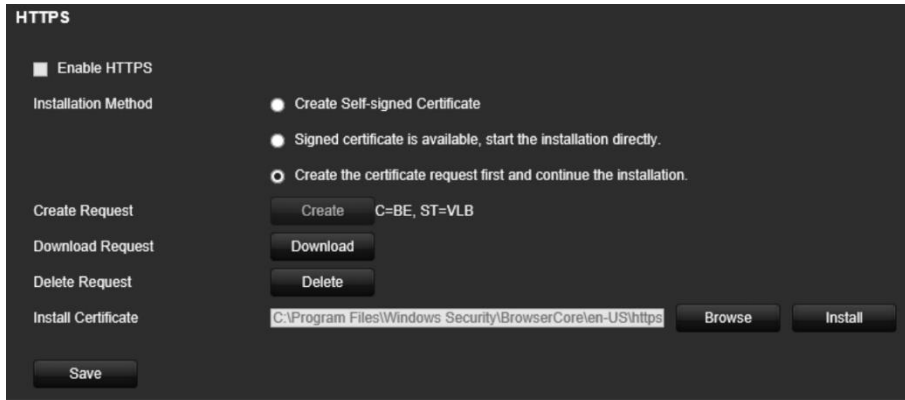 HTTPS
Enable HTTPS
Installation Method
Create Self-signed Certificate
Signed certificate is available, start the installation directly.
Create the certificate request first and continue the installation.
Create Request Create C=BE, ST=VLB
Download Request Download
Delete Request Delete
Install Certificate C:\Program Files\Windows Security\BrowserCore\en-US\https Browse Install
Save